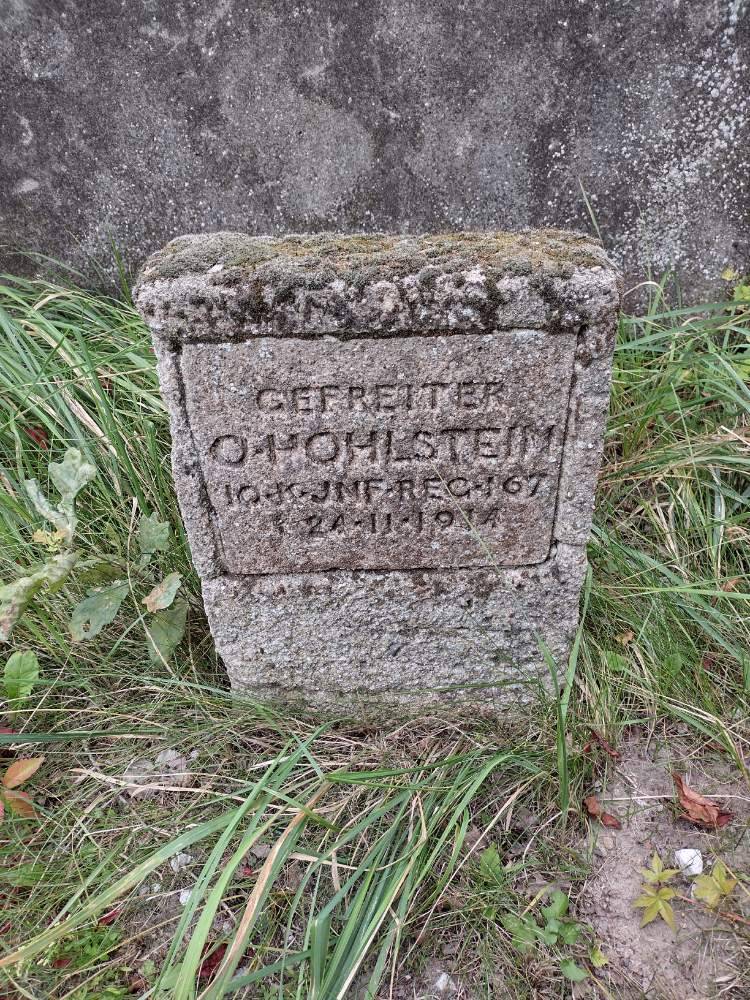 GEFREITER
O·HOHLSTEIN
10·K·JNF·REG·167
24·11·1914